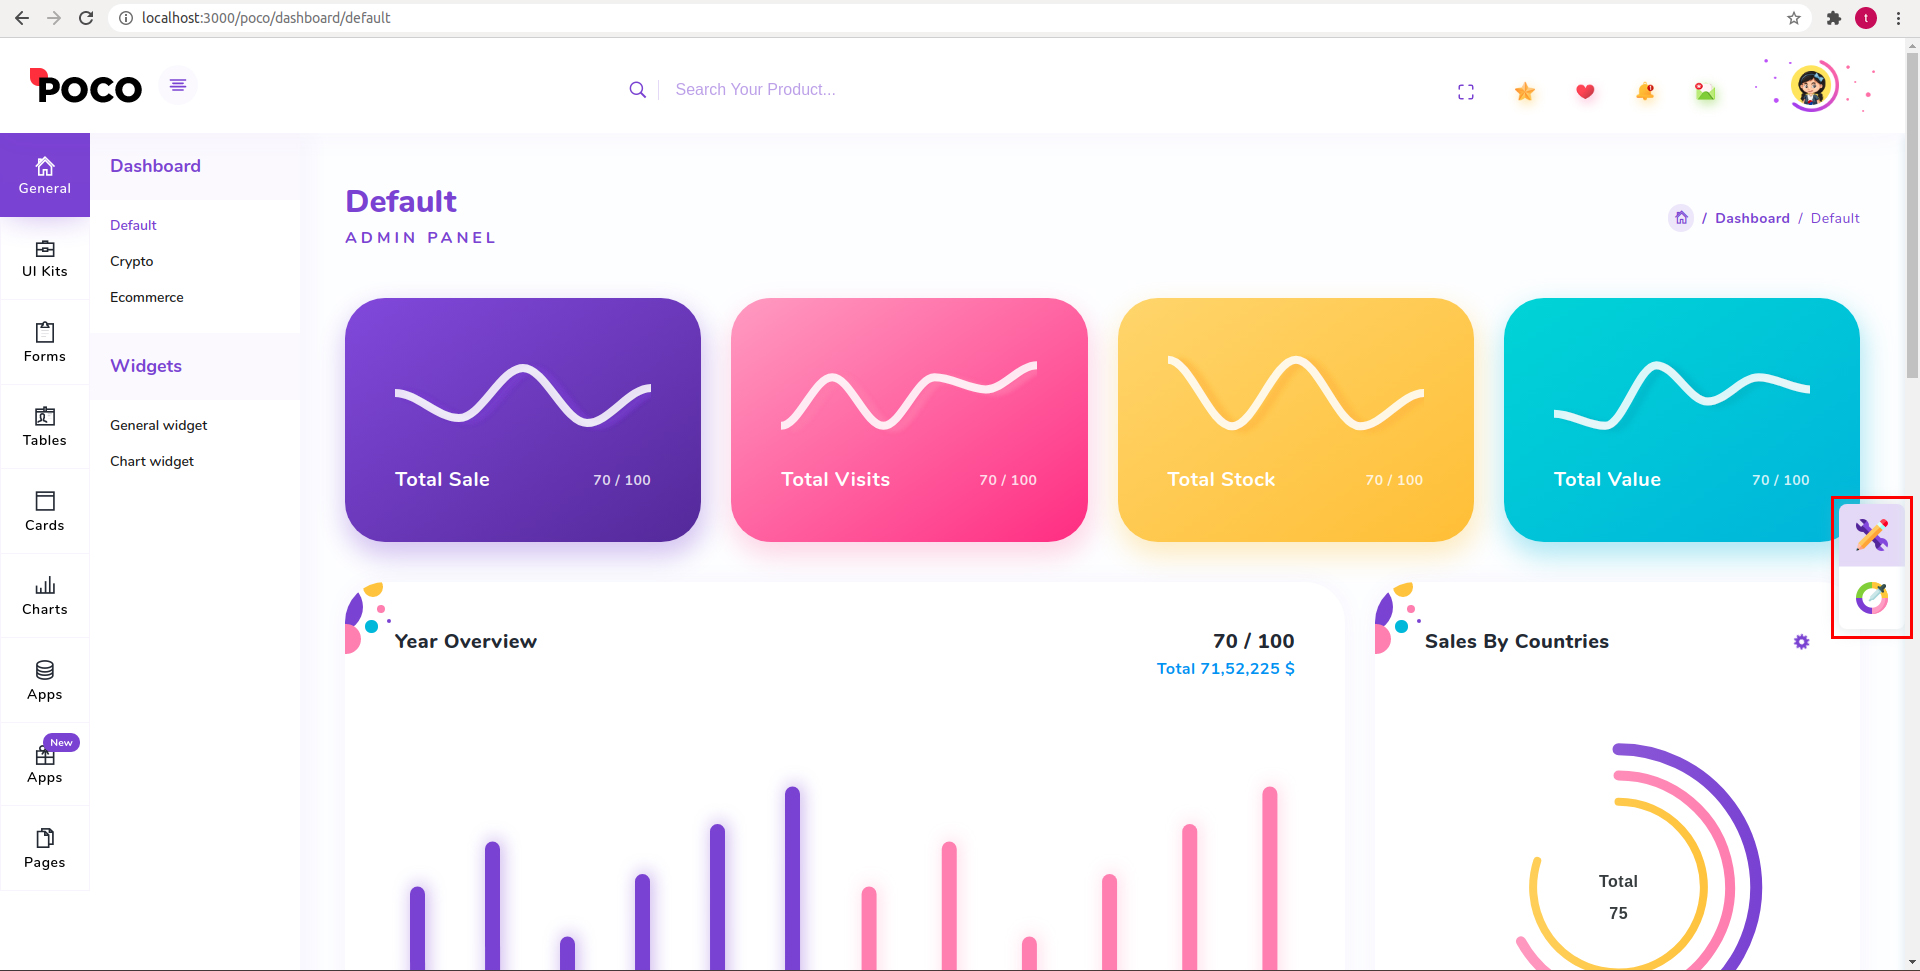 localhost:3000/poco/dashboard/default
t
POCO
Search Your Product...
General
UI Kits
Forms
Tables
Cards
Charts
Apps
New
Apps
Pages
Dashboard
Default
Crypto
Ecommerce
Widgets
General widget
Chart widget
Default
ADMIN PANEL
/ Dashboard / Default
Total Sale 70 / 100
Total Visits 70 / 100
Total Stock 70 / 100
Total Value 70 / 100
Year Overview 70 / 100
Total 71,52,225 $
Sales By Countries
Total
75